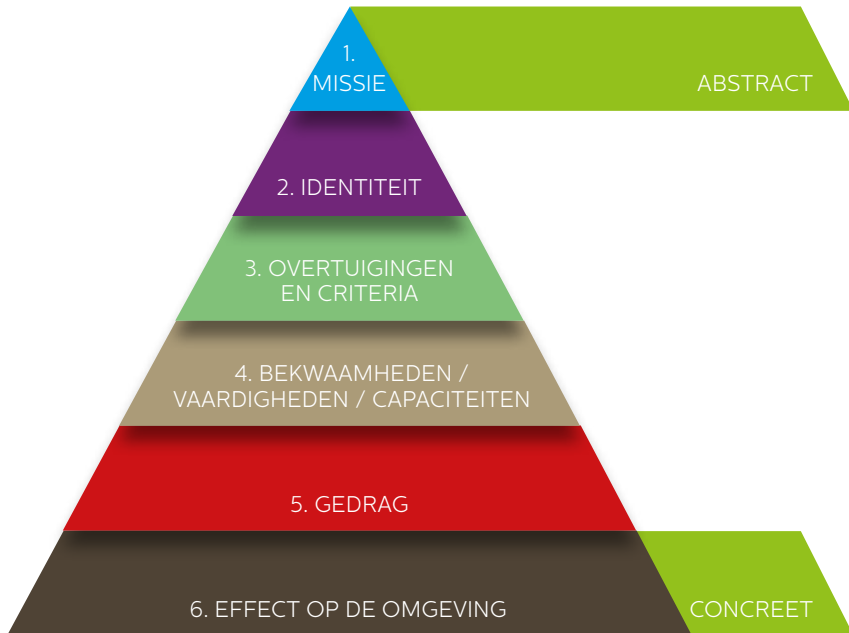 1.
MISSIE
ABSTRACT
2. IDENTITEIT
3. OVERTUIGINGEN
EN CRITERIA
4. BEKWAAMHEDEN /
VAARDIGHEDEN / CAPACITEITEN
5. GEDRAG
6. EFFECT OP DE OMGEVING
CONCREET